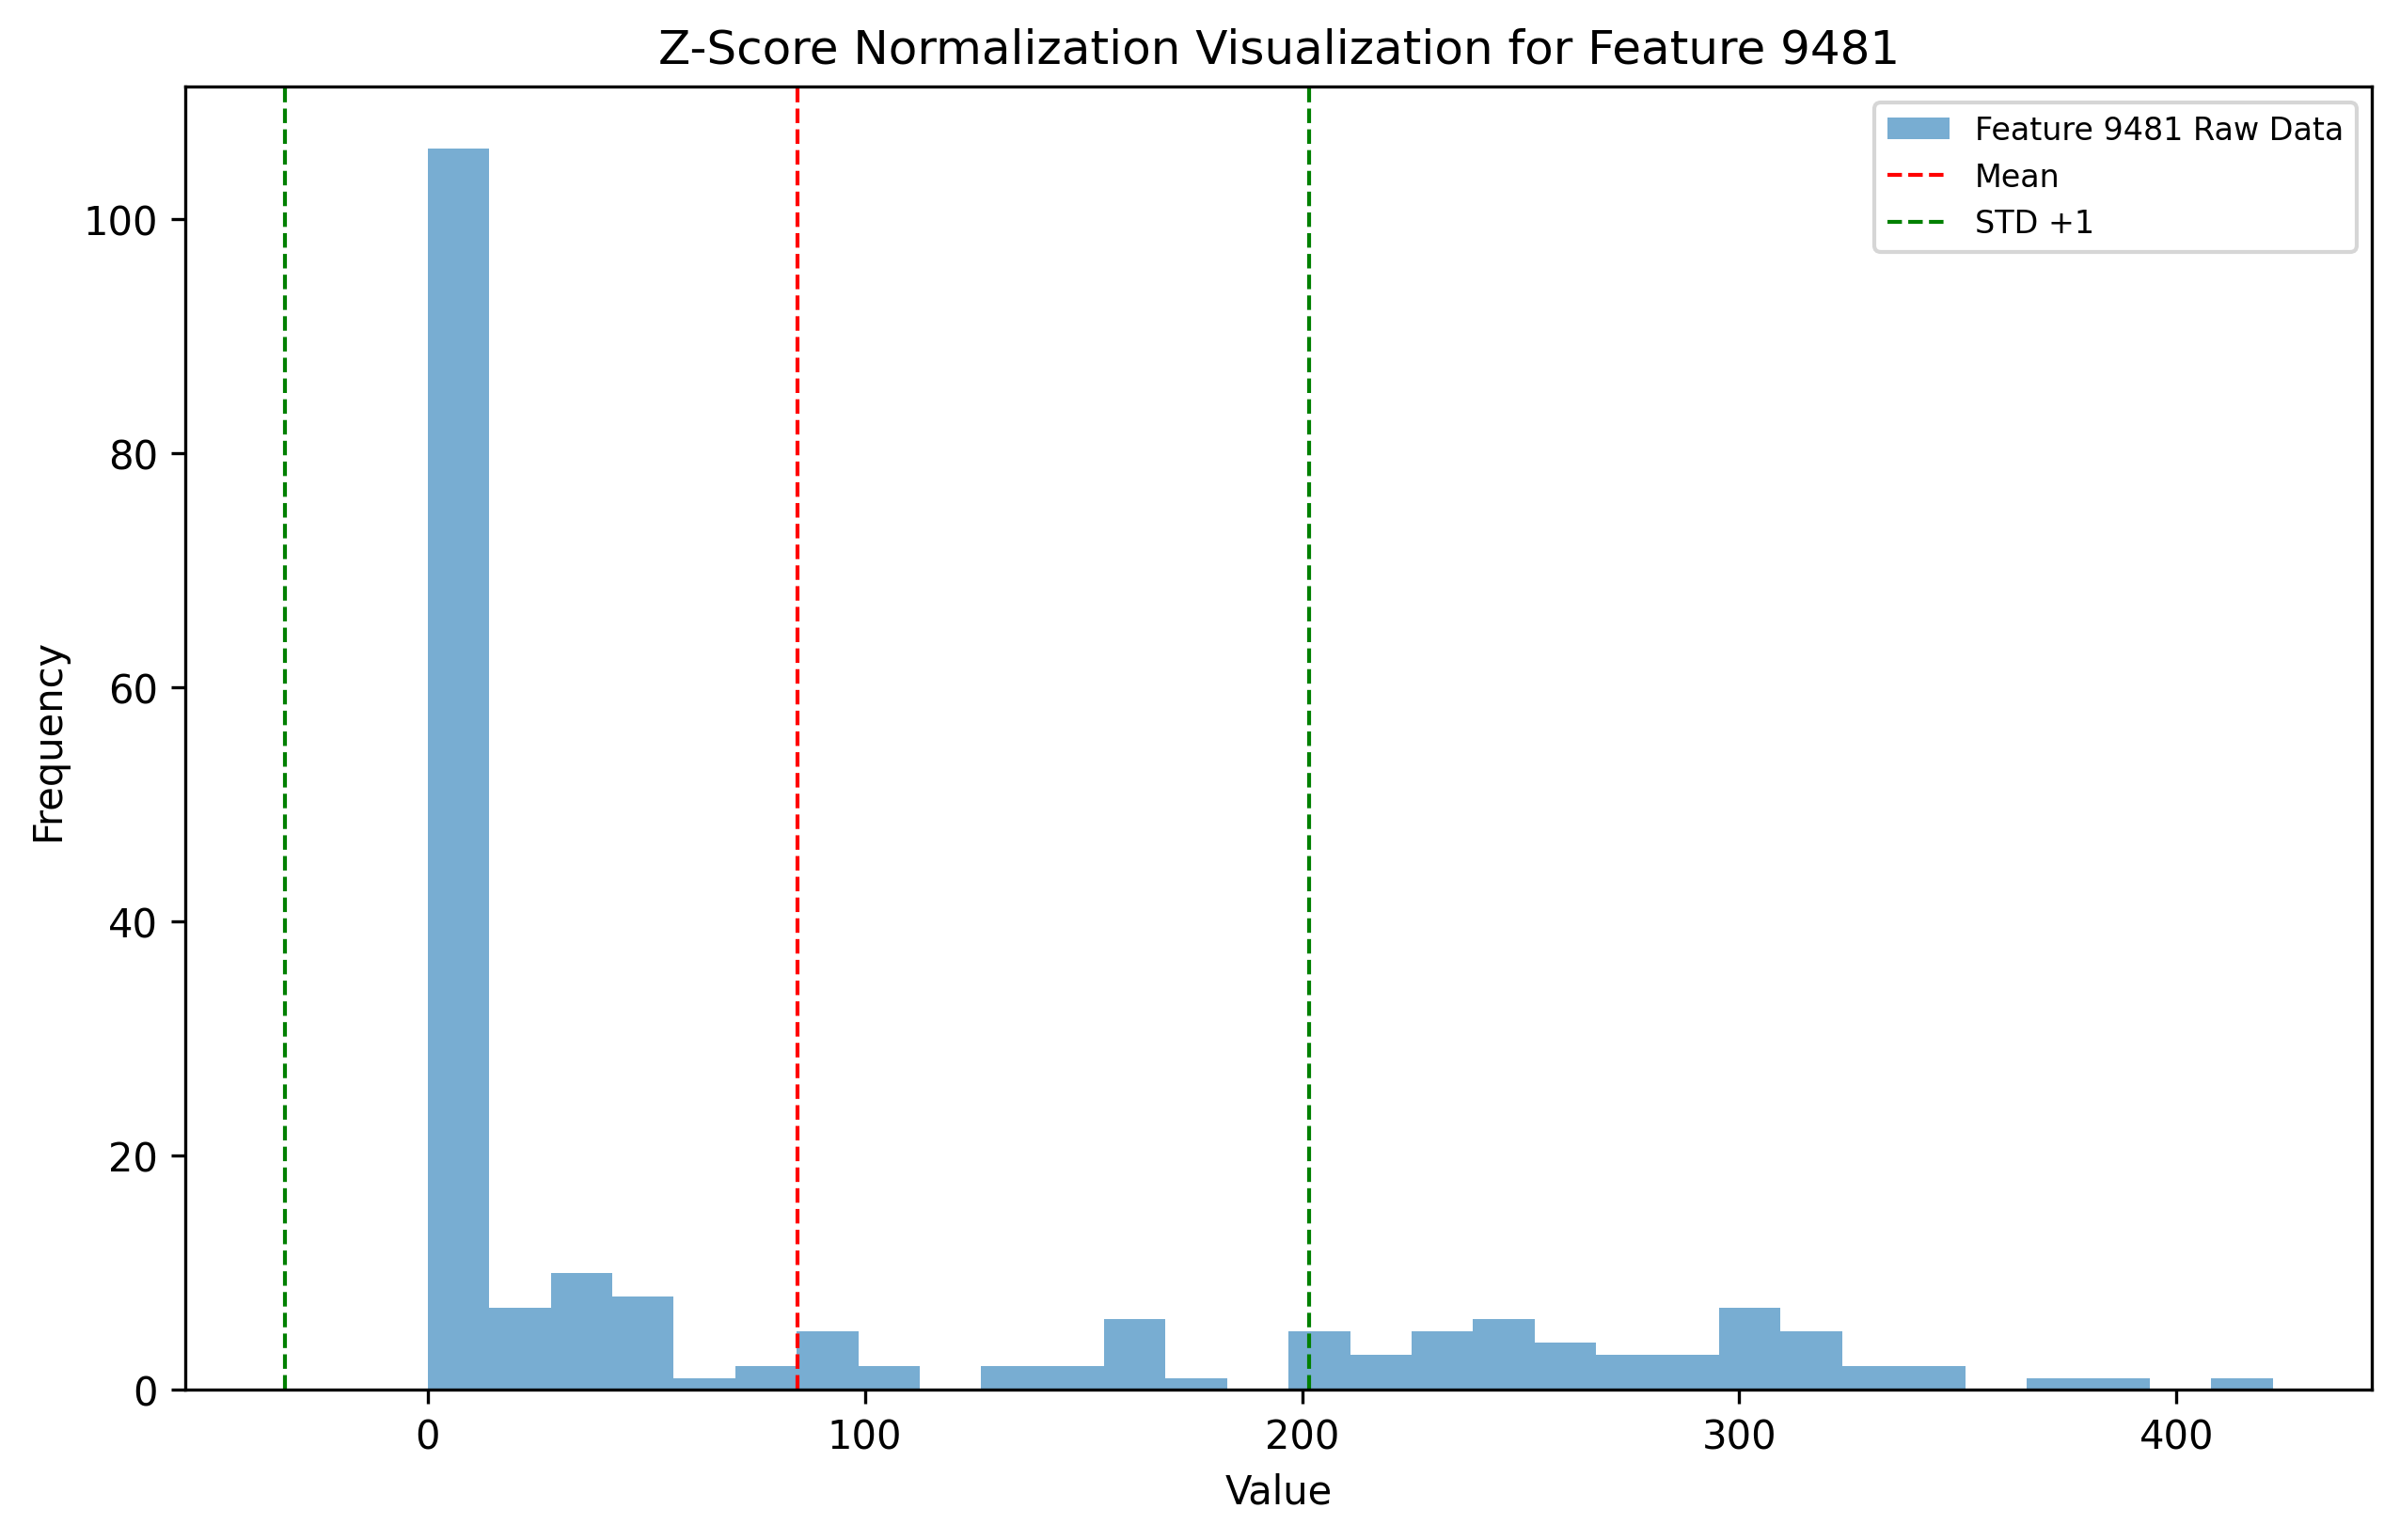 Z-Score Normalization Visualization for Feature 9481
Feature 9481 Raw Data
Mean
STD +1
100
80
60
40
20
0
Frequency
0 100 200 300 400
Value